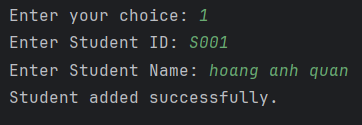 Enter your choice: 1
Enter Student ID: S001
Enter Student Name: hoang anh quan
Student added successfully.